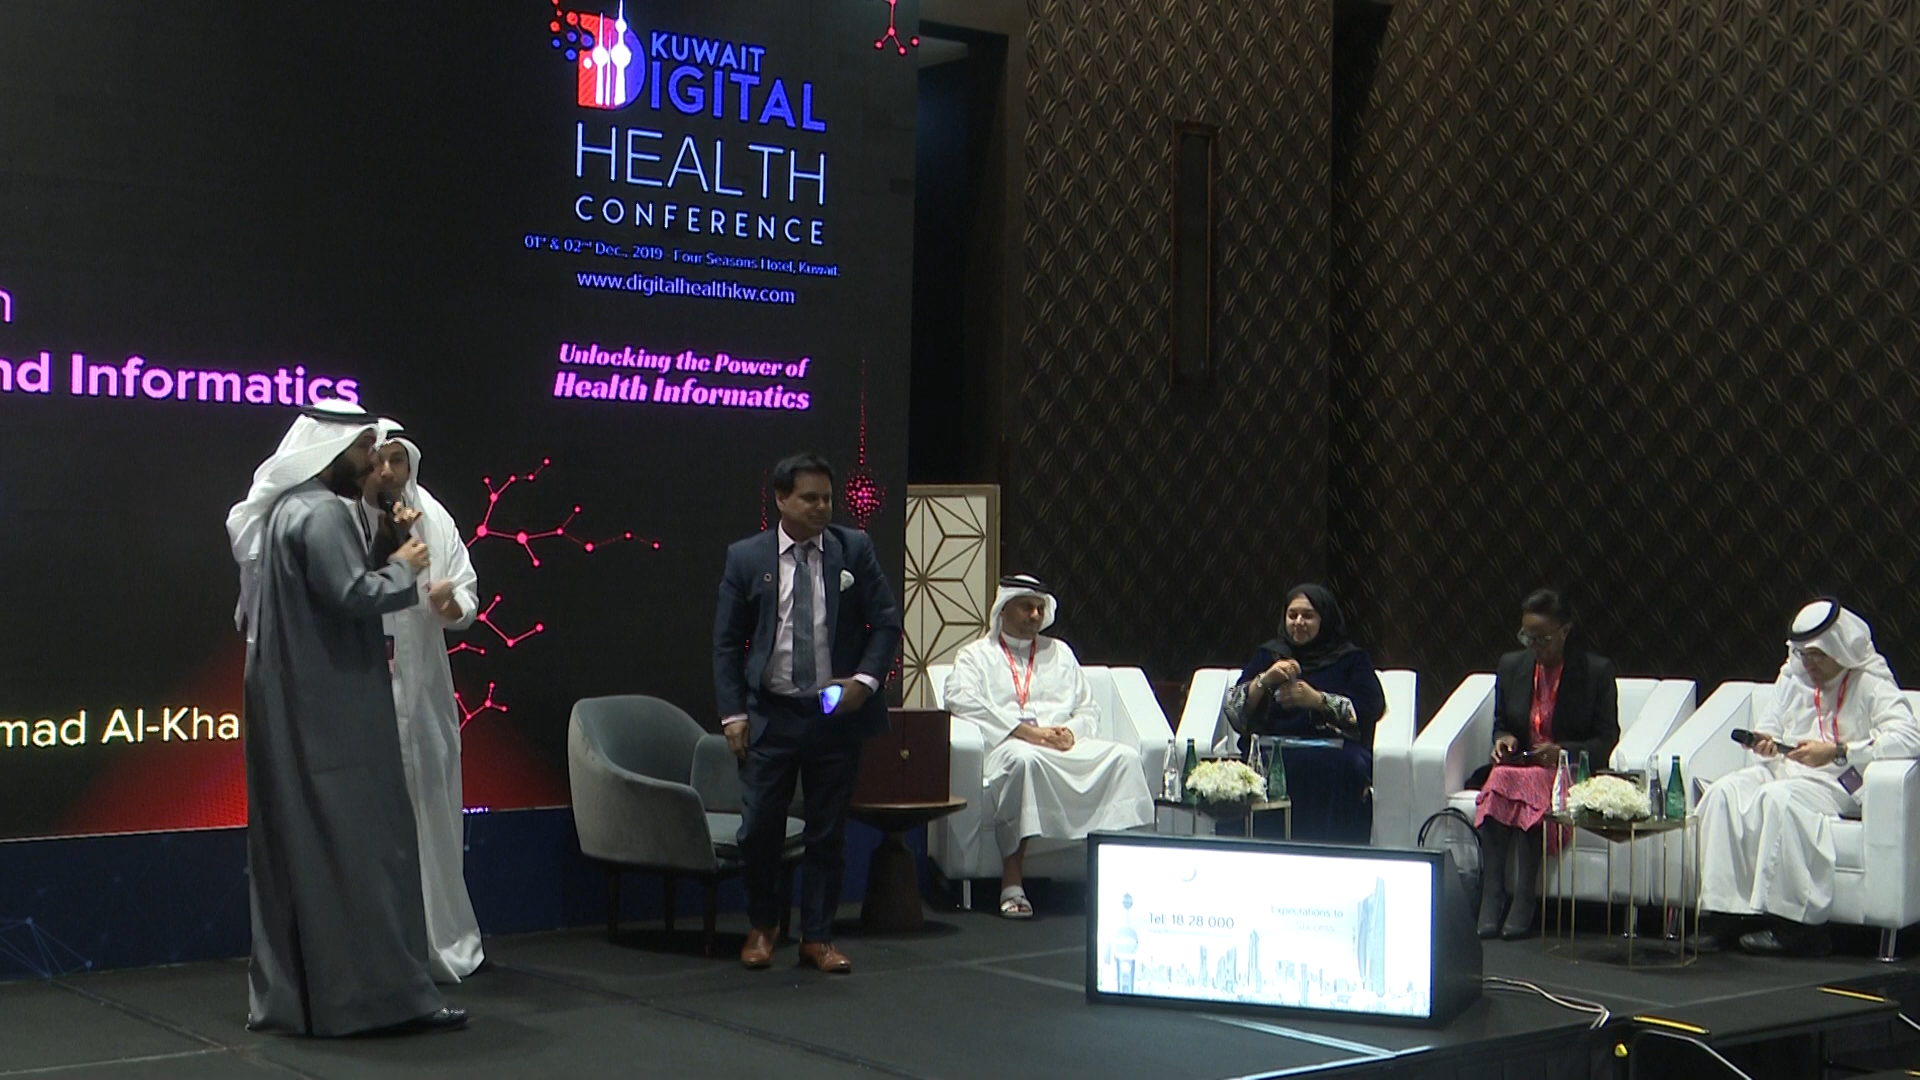 KUWAIT
DIGITAL
HEALTH
CONFERENCE
01st & 02nd Dec., 2019 - Four Seasons Hotel, Kuwait.
www.digitalhealthkw.com
Unlocking the Power of
Health Informatics
n
nd Informatics
mad Al-Kha
Tel: 18 28 000
Expectations to
Success